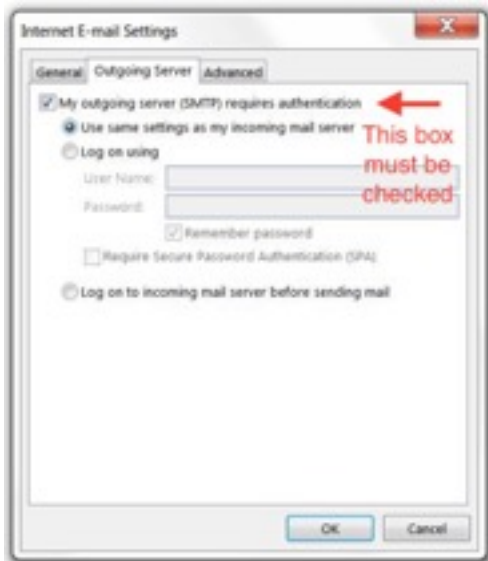 Internet E-mail Settings
X
General Outgoing Server Advanced
My outgoing server (SMTP) requires authentication
Use same settings as my incoming mail server
This box
must be
checked
Log on using
User Name:
Password:
Remember password
Require Secure Password Authentication (SPA)
Log on to incoming mail server before sending mail
OK Cancel